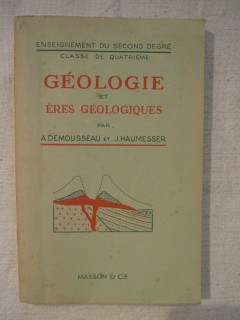 ENSEIGNEMENT DU SECOND DEGRÉ
CLASSE DE QUATRIÈME
GÉOLOGIE
ET
ÈRES GÉOLOGIQUES
PAR
A.DEMOUSSEAU ET J.HAUMESSER
MASSON & CIE